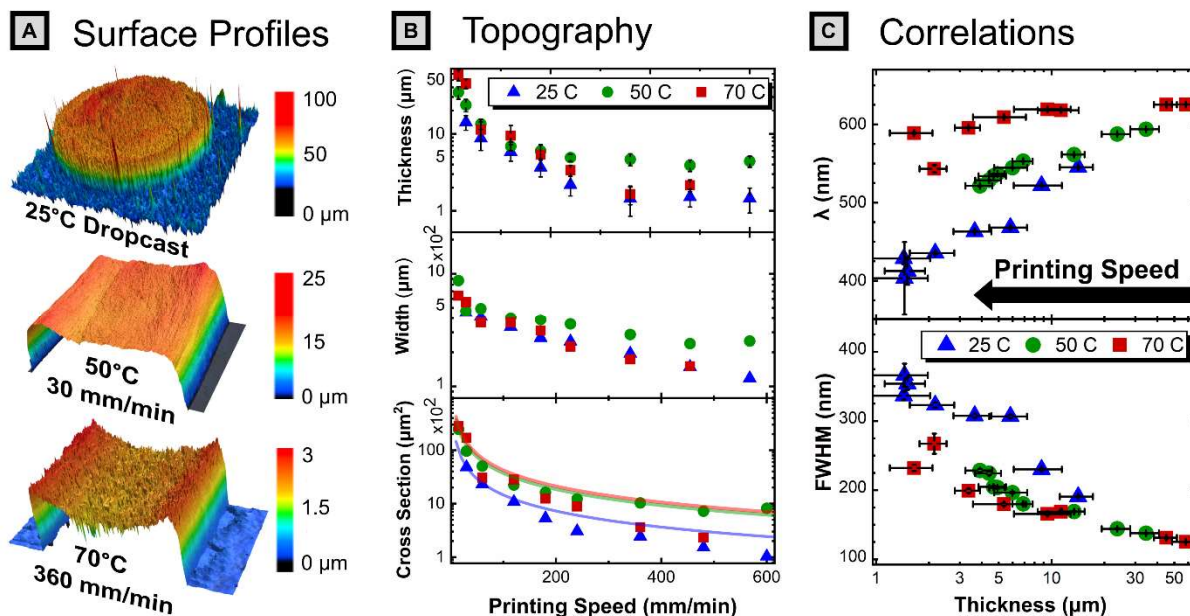 A Surface Profiles
100
50
0 μm
25°C Dropcast
25
15
0 μm
50°C
30 mm/min
3
1.5
0 μm
70°C
360 mm/min
B Topography
25 C 50 C 70 C
Thickness (μm)
50
10
1
Width (μm)
x10²
10
5
1
Cross Section (μm²)
x10²
100
10
1
0 200 400 600
Printing Speed (mm/min)
C Correlations
λ (nm)
600
500
400
Printing Speed
25 C 50 C 70 C
FWHM (nm)
400
300
200
100
1 3 5 10 30 50
Thickness (μm)